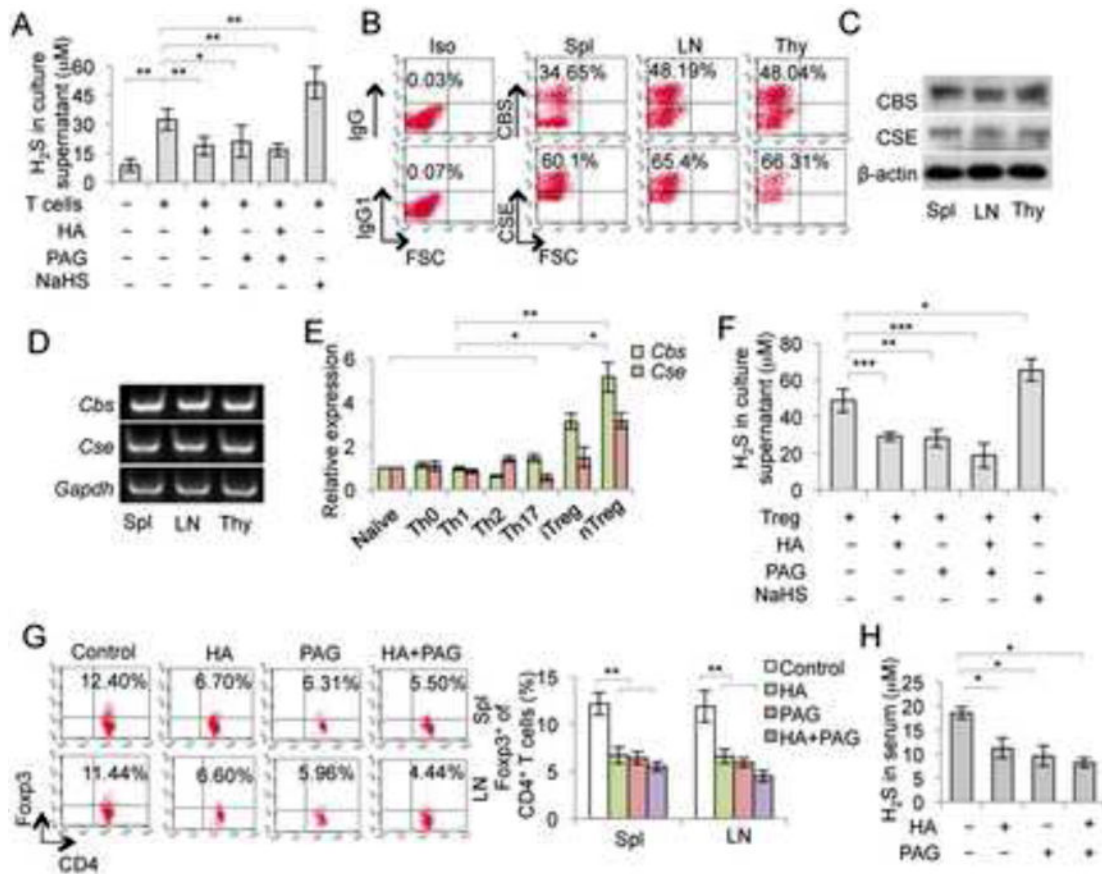 A
H₂S in culture
supernatant (μM)
60
45
30
15
0
** ** * ** **
T cells – + + + + +
HA – – + – + –
PAG – – – + + –
NaHS – – – – – +
B
Iso Spl LN Thy
IgG 0.03% CBS 34.65% 48.19% 48.04%
IgG1 0.07% CSE 60.1% 65.4% 66.31%
FSC FSC
C
CBS
CSE
β-actin
Spl LN Thy
D
Cbs
Cse
Gapdh
Spl LN Thy
E
Relative expression
6
4
2
0
** * *
Cbs
Cse
Naïve Th0 Th1 Th2 Th17 iTreg nTreg
F
H₂S in culture
supernatant (μM)
80
60
40
20
0
*** ** *** *
Treg + + + + +
HA – + – + –
PAG – – + + –
NaHS – – – – +
G
Control HA PAG HA+PAG
12.40% 6.70% 6.31% 5.50% Spl
11.44% 6.60% 5.96% 4.44% LN
Foxp3
CD4
Foxp3⁺ of
CD4⁺ T cells (%)
15
10
5
0
** **
Spl LN
Control
HA
PAG
HA+PAG
H
H₂S in serum (μM)
25
20
15
10
5
0
* * *
HA – + – +
PAG – – + +